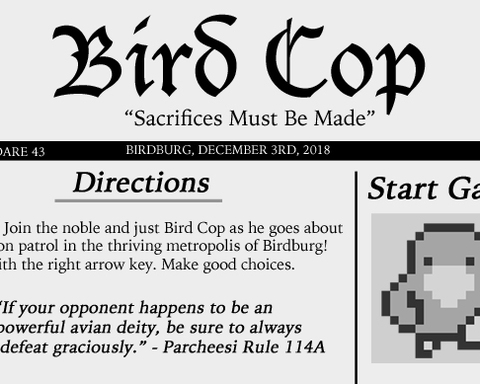 Bird Cop
“Sacrifices Must Be Made”
DARE 43
BIRDBURG, DECEMBER 3RD, 2018
Directions
Join the noble and just Bird Cop as he goes about
on patrol in the thriving metropolis of Birdburg!
ith the right arrow key. Make good choices.
“If your opponent happens to be an
powerful avian deity, be sure to always
defeat graciously.” - Parcheesi Rule 114A
Start Ga